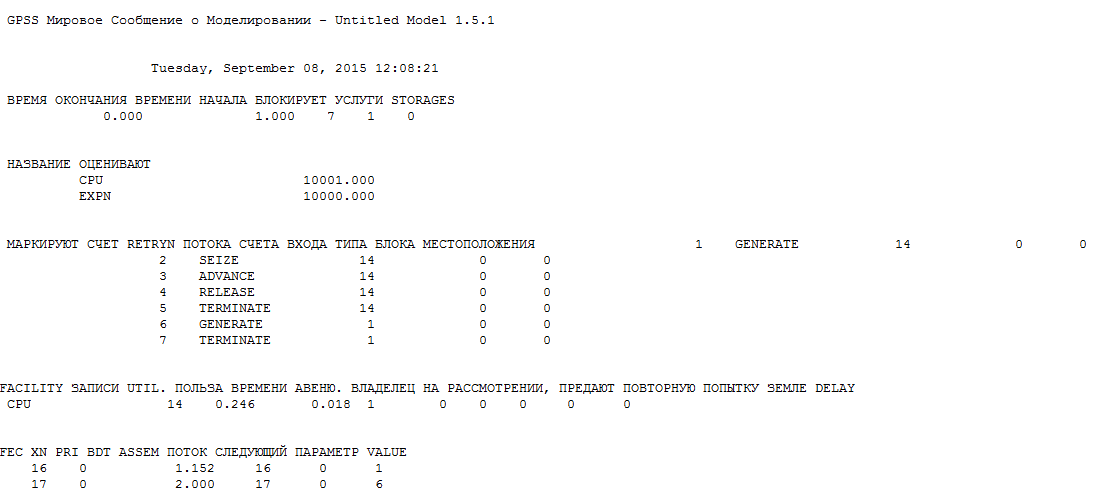 GPSS Мировое Сообщение о Моделировании - Untitled Model 1.5.1
Tuesday, September 08, 2015 12:08:21
ВРЕМЯ ОКОНЧАНИЯ ВРЕМЕНИ НАЧАЛА БЛОКИРУЕТ УСЛУГИ STORAGES
0.000 1.000 7 1 0
НАЗВАНИЕ ОЦЕНИВАЮТ
CPU 10001.000
EXPN 10000.000
МАРКИРУЮТ СЧЕТ RETRYN ПОТОКА СЧЕТА ВХОДА ТИПА БЛОКА МЕСТОПОЛОЖЕНИЯ 1 GENERATE 14 0 0
2 SEIZE 14 0 0
3 ADVANCE 14 0 0
4 RELEASE 14 0 0
5 TERMINATE 14 0 0
6 GENERATE 1 0 0
7 TERMINATE 1 0 0
FACILITY ЗАПИСИ UTIL. ПОЛЬЗА ВРЕМЕНИ АВЕНЮ. ВЛАДЕЛЕЦ НА РАССМОТРЕНИИ, ПРЕДАЮТ ПОВТОРНУЮ ПОПЫТКУ ЗЕМЛЕ DELAY
CPU 14 0.246 0.018 1 0 0 0 0 0
FEC XN PRI BDT ASSEM ПОТОК СЛЕДУЮЩИЙ ПАРАМЕТР VALUE
16 0 1.152 16 0 1
17 0 2.000 17 0 6